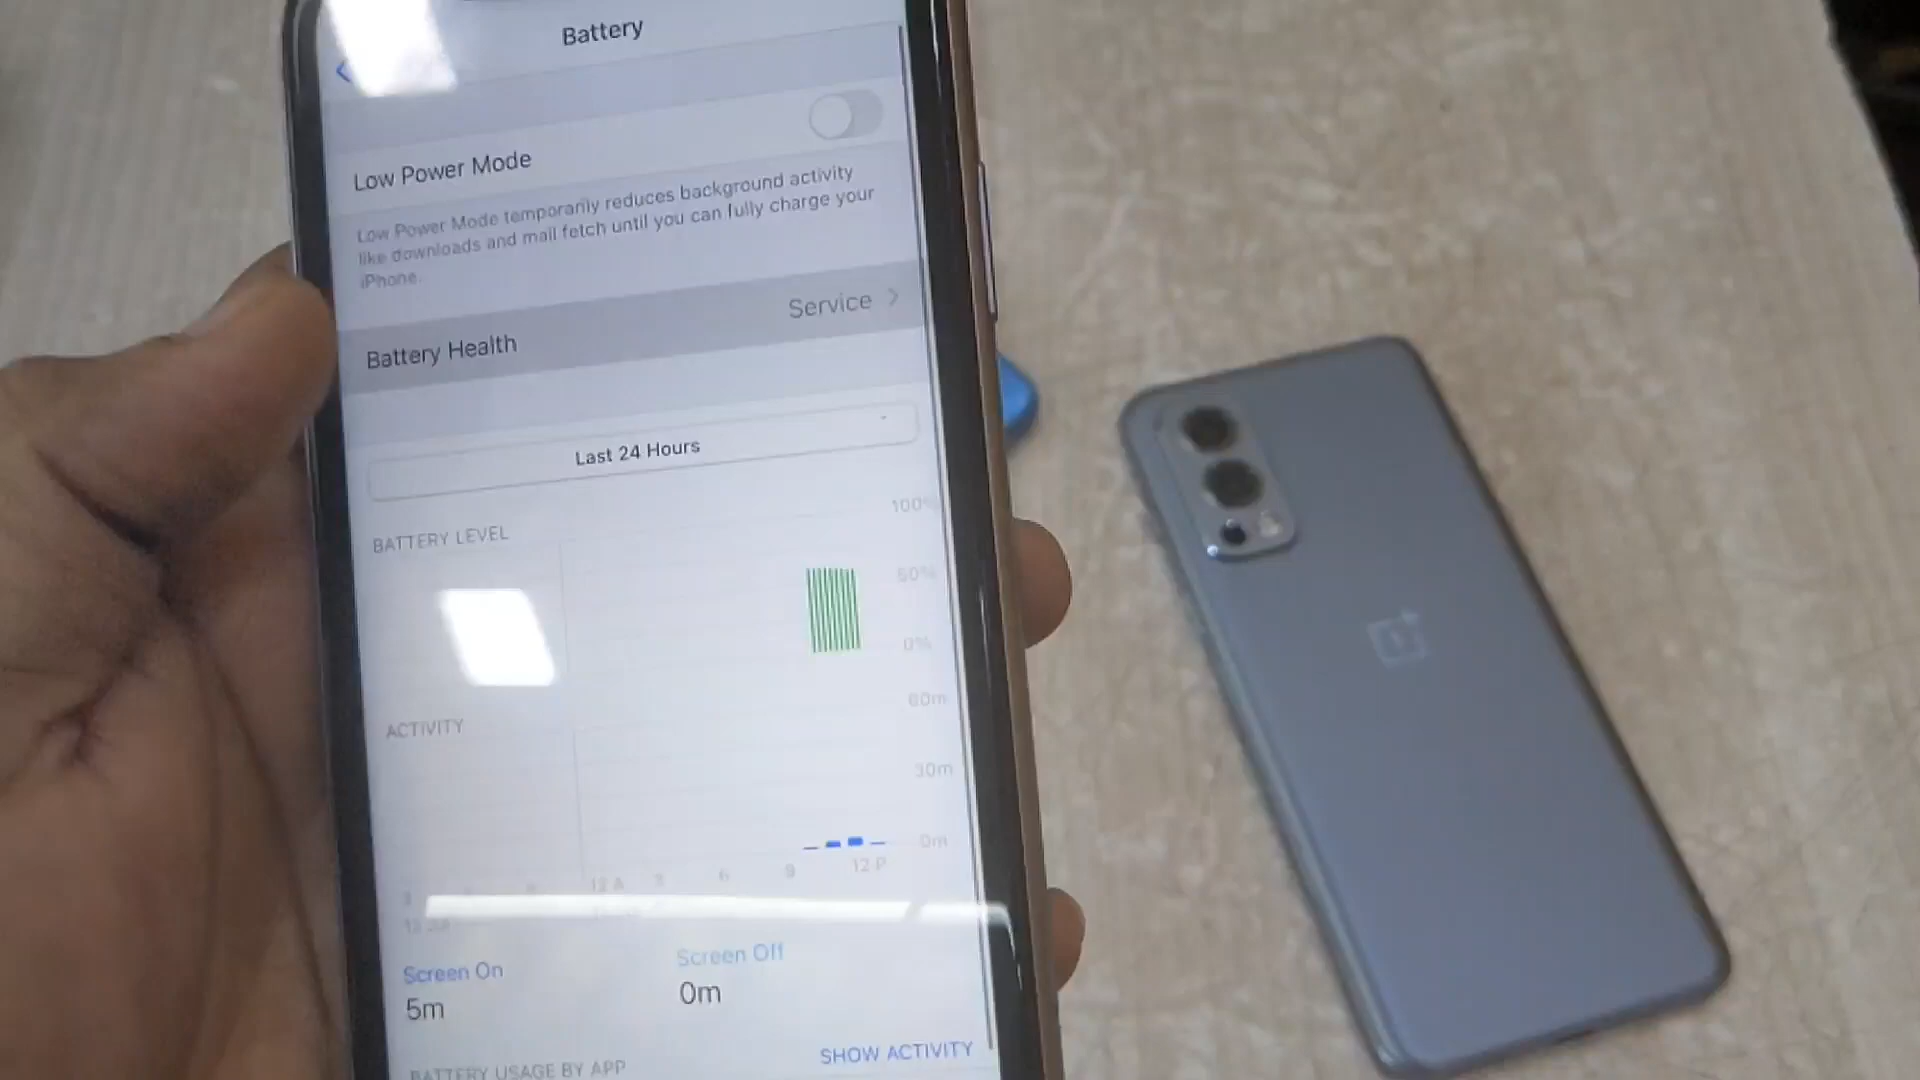 Battery
Low Power Mode
Low Power Mode temporarily reduces background activity
like downloads and mail fetch until you can fully charge your
iPhone.
Battery Health
Service
Last 24 Hours
BATTERY LEVEL
100%
50%
0%
ACTIVITY
60m
30m
0m
12 A 3 6 9 12 P
Screen On
Screen Off
5m
0m
SHOW ACTIVITY
BATTERY USAGE BY APP